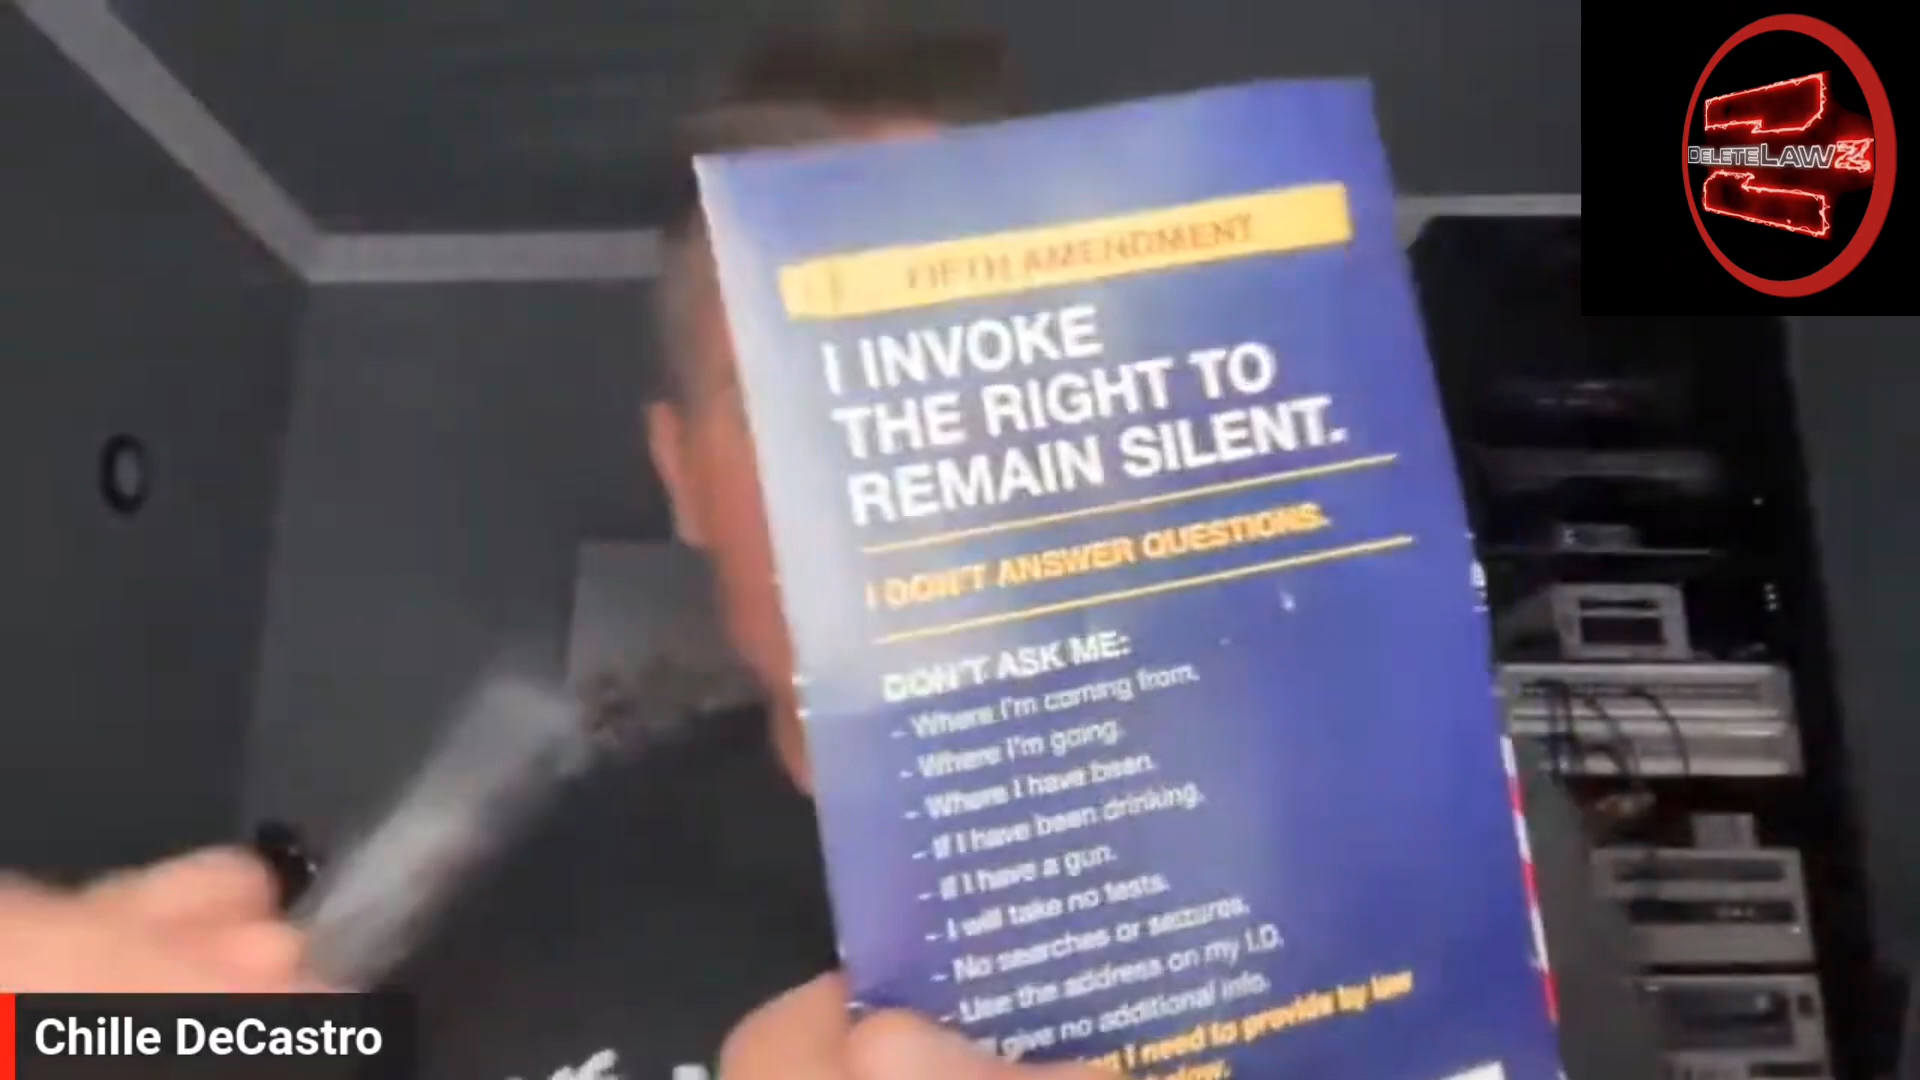 DELETELAWZ
FIFTH AMENDMENT
I INVOKE
THE RIGHT TO
REMAIN SILENT.
I DON'T ANSWER QUESTIONS.
DON'T ASK ME:
- Where I'm coming from.
- Where I'm going.
- Where I have been.
- If I have been drinking.
- If I have a gun.
- I will take no tests.
- No searches or seizures.
- Use the address on my I.D.
give no additional info.
I need to provide by law
below.
Chille DeCastro